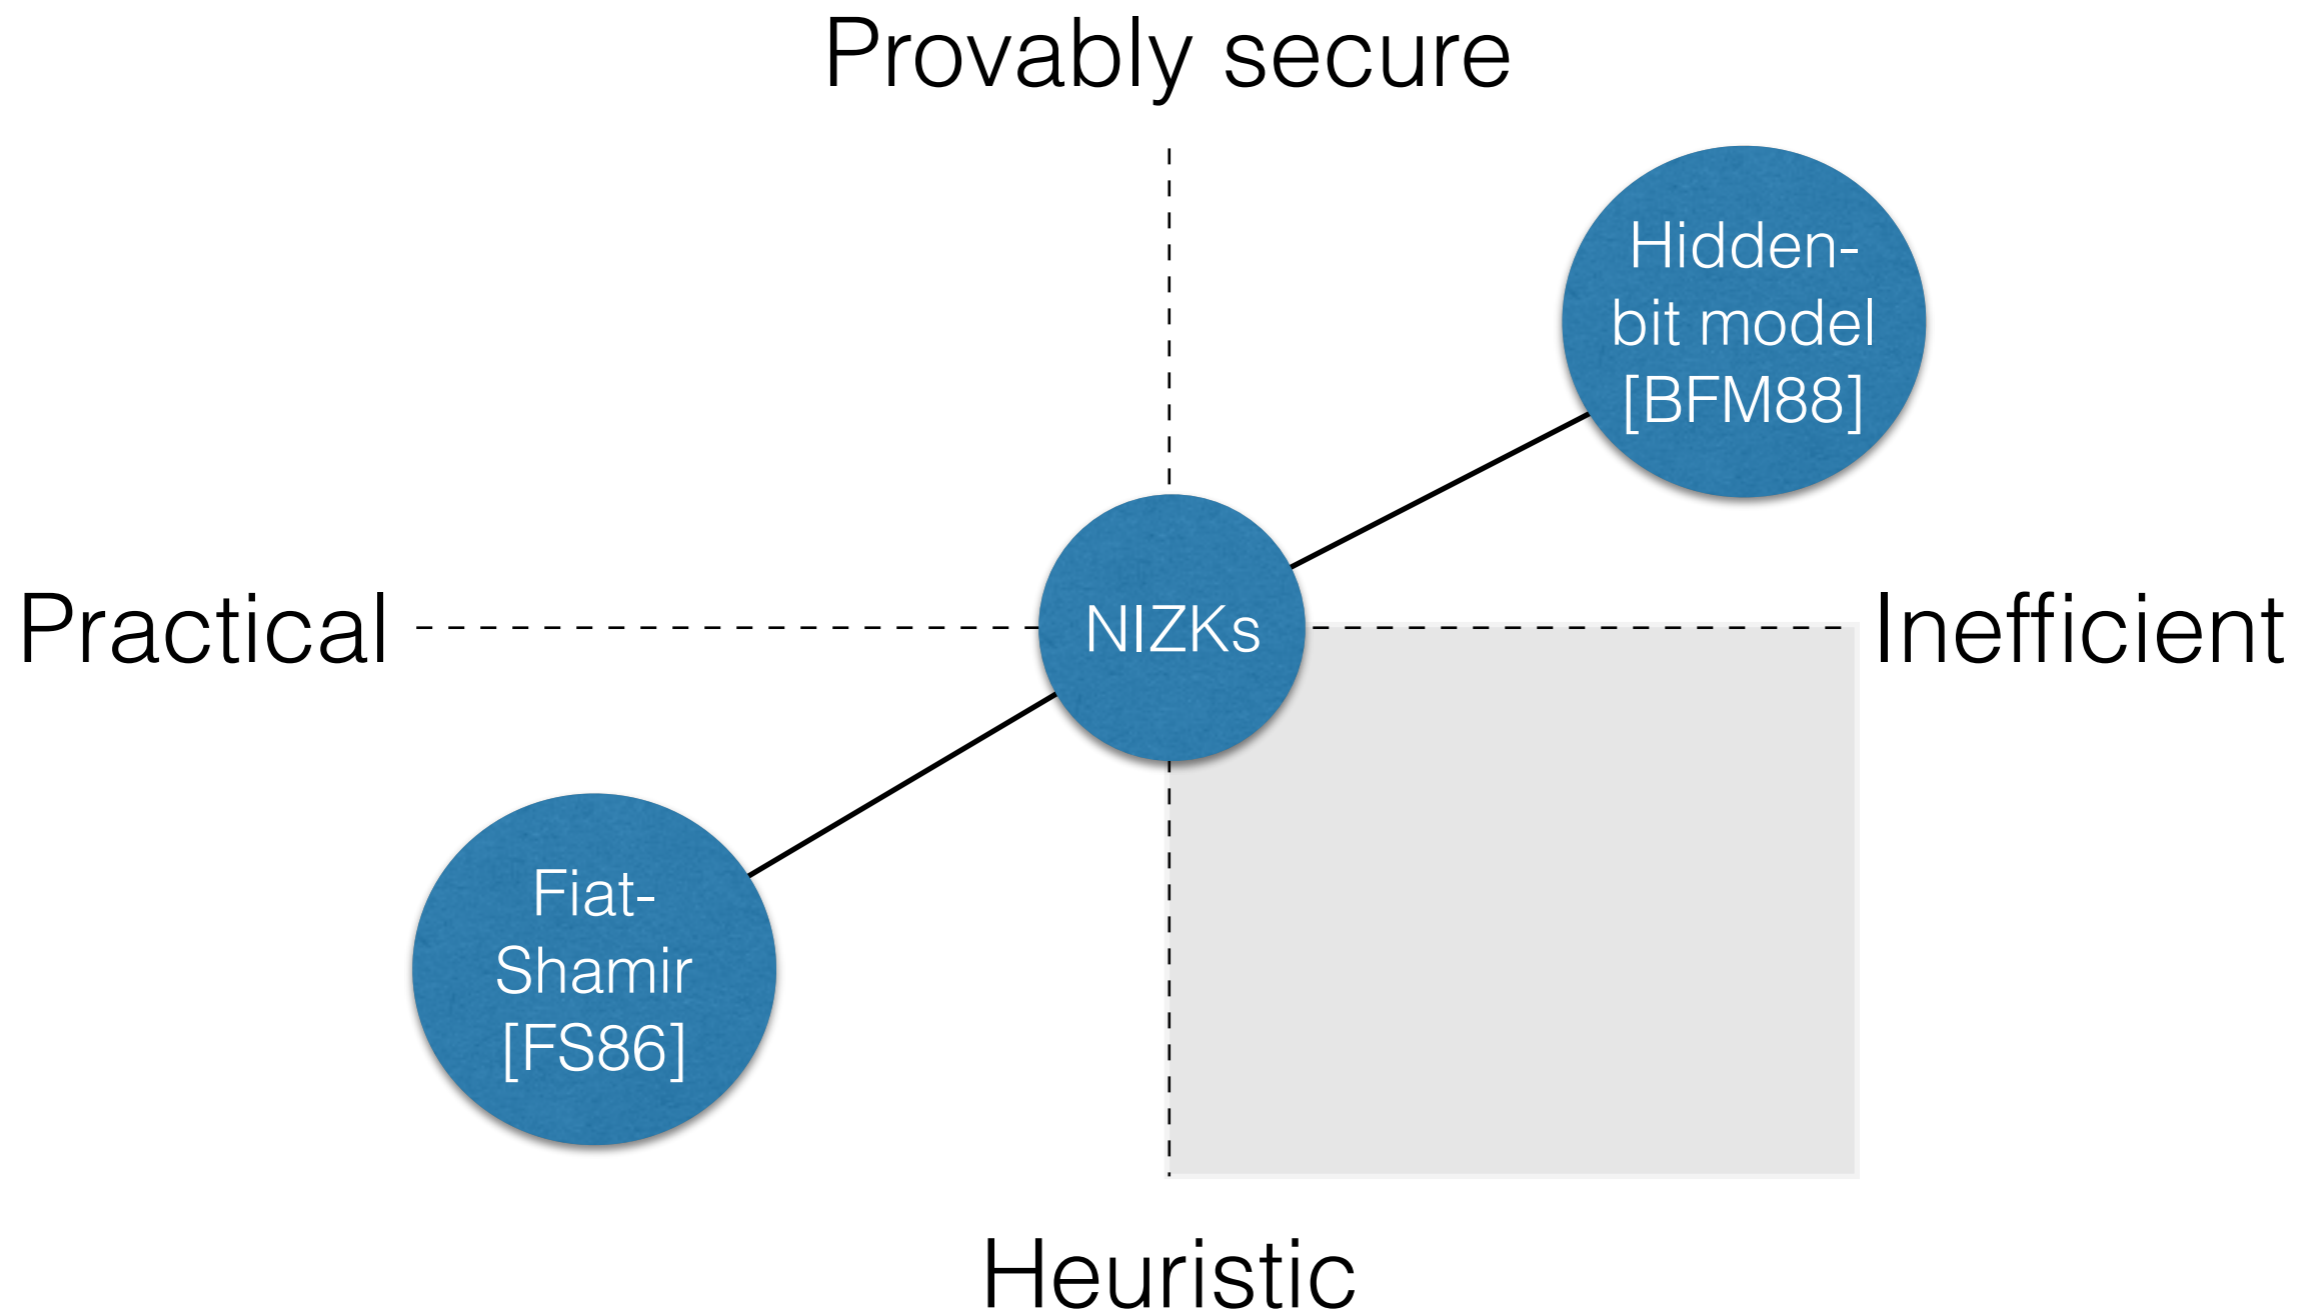 Provably secure
Hidden-
bit model
[BFM88]
Practical
NIZKs
Inefficient
Fiat-
Shamir
[FS86]
Heuristic